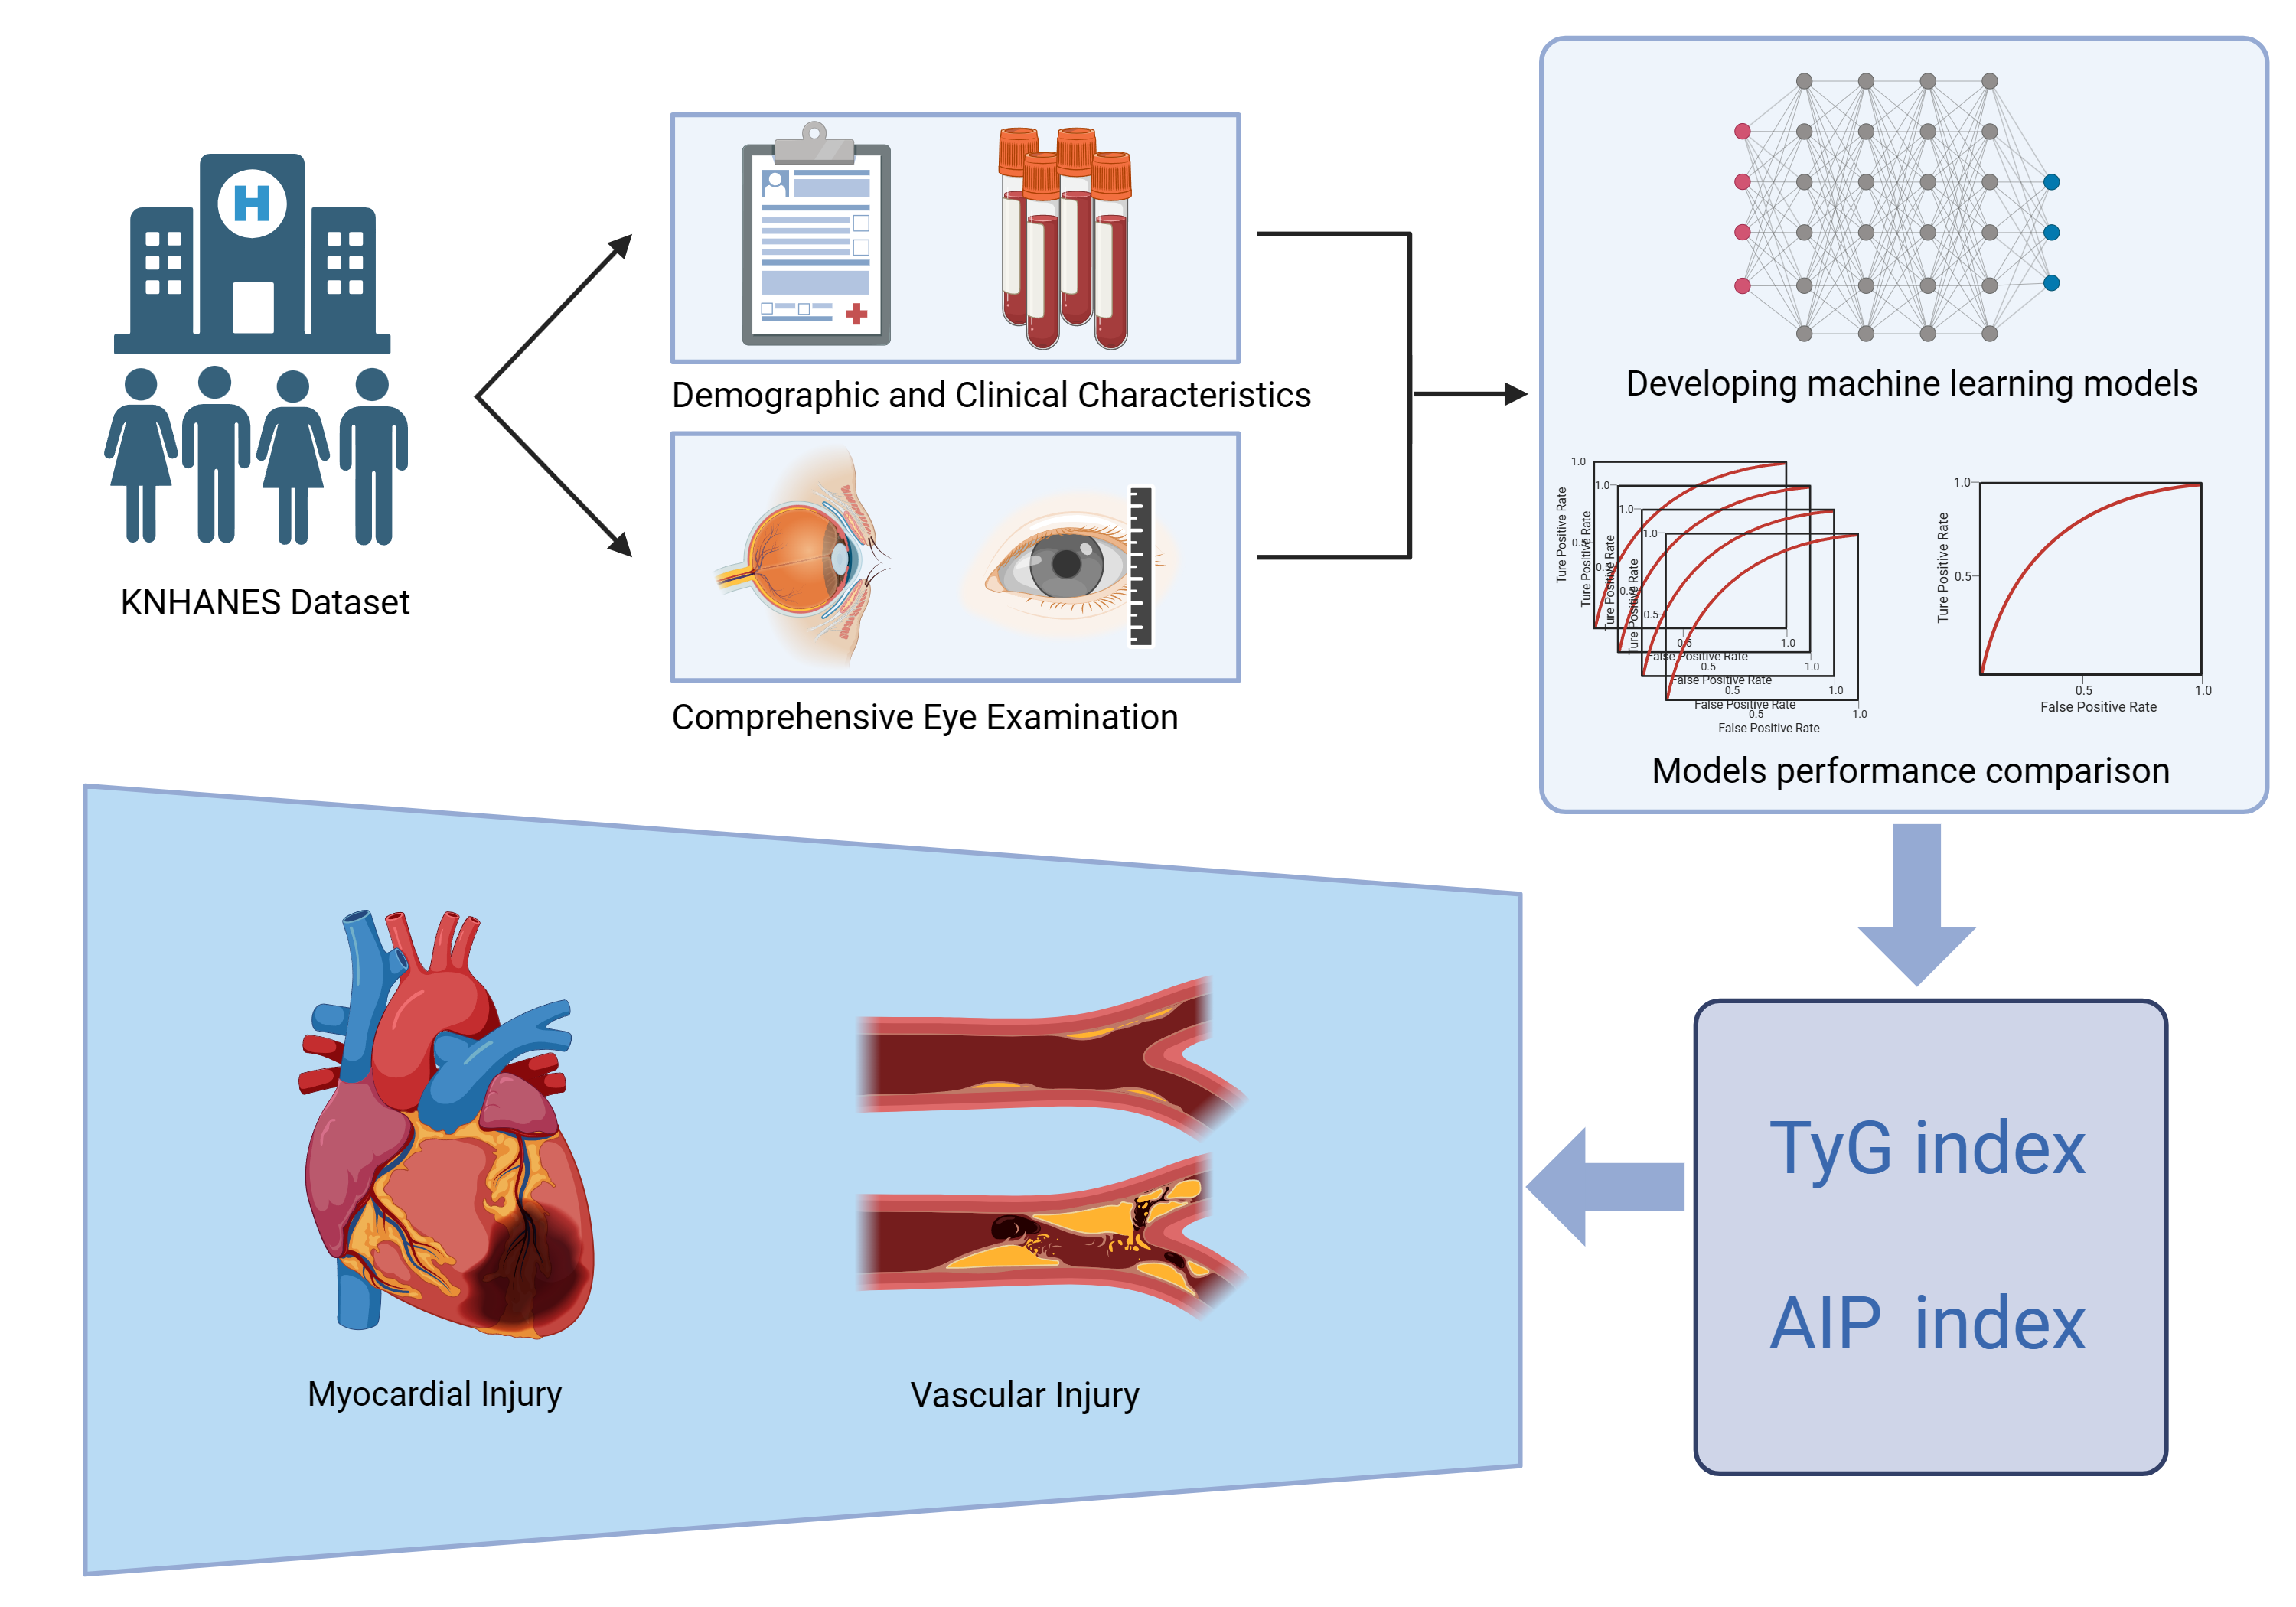 H
KNHANES Dataset
Demographic and Clinical Characteristics
Comprehensive Eye Examination
Developing machine learning models
1.0
0.5
Ture Positive Rate
0.5
1.0
False Positive Rate
1.0
0.5
Ture Positive Rate
0.5
1.0
False Positive Rate
1.0
0.5
Ture Positive Rate
0.5
1.0
False Positive Rate
1.0
0.5
Ture Positive Rate
0.5
1.0
False Positive Rate
1.0
0.5
Ture Positive Rate
0.5
1.0
False Positive Rate
Models performance comparison
TyG index
AIP index
Myocardial Injury
Vascular Injury